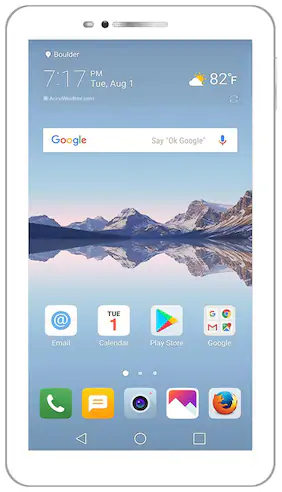 Boulder
7:17 PM
Tue, Aug 1
82°F
AccuWeather.com
Google
Say "Ok Google"
@
TUE
1
G
M
Email
Calendar
Play Store
Google